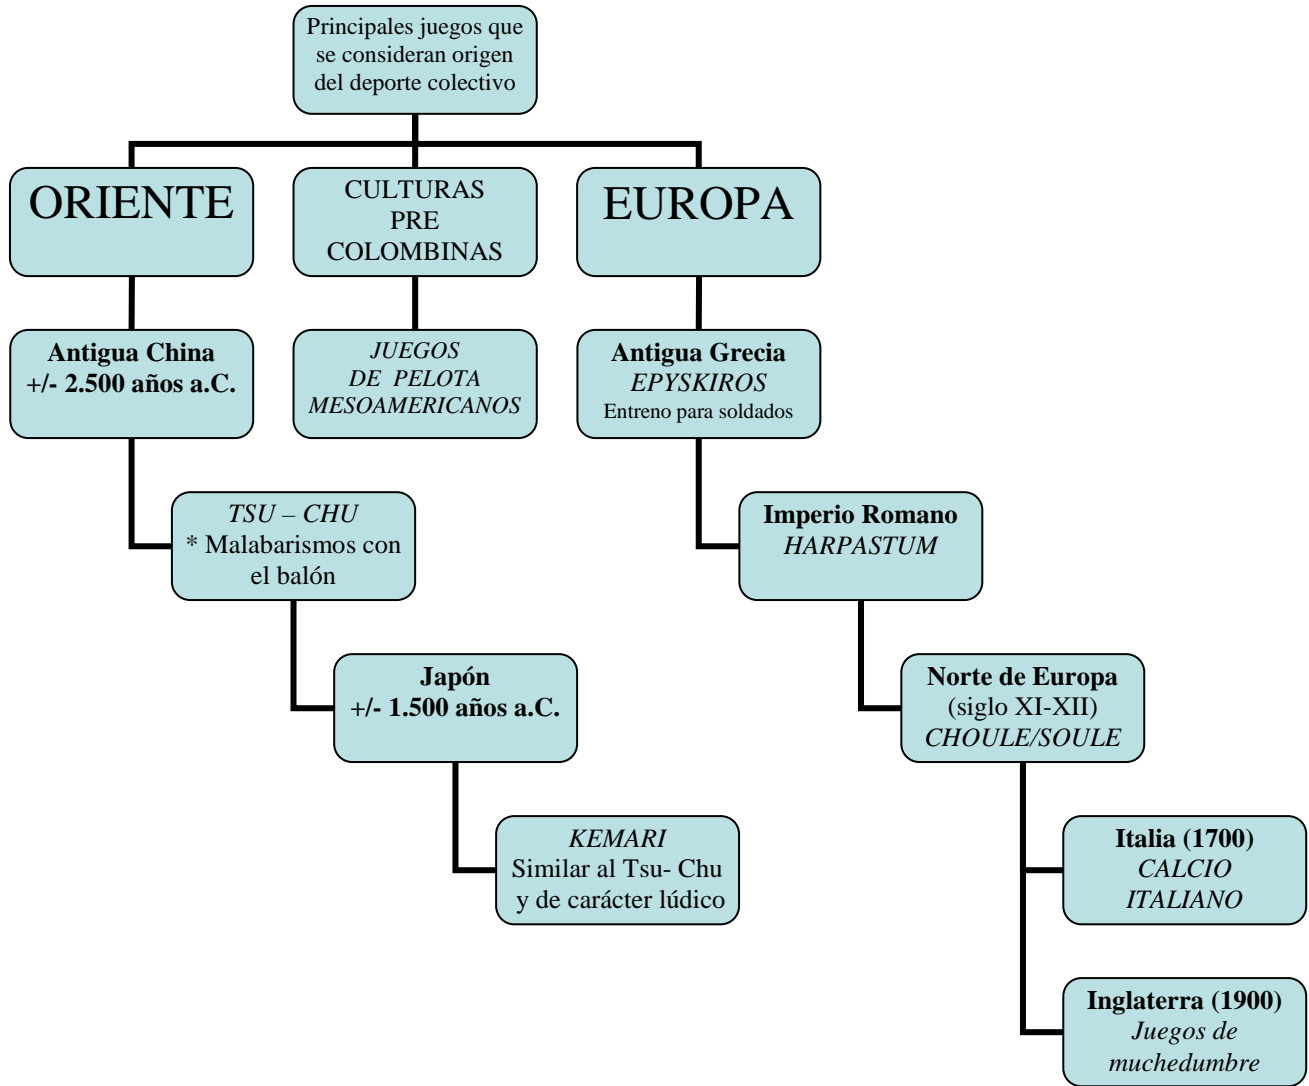 Principales juegos que
se consideran origen
del deporte colectivo
ORIENTE
CULTURAS
PRE
COLOMBINAS
EUROPA
Antigua China
+/- 2.500 años a.C.
JUEGOS
DE PELOTA
MESOAMERICANOS
Antigua Grecia
EPYSKIROS
Entreno para soldados
TSU – CHU
* Malabarismos con
el balón
Imperio Romano
HARPASTUM
Japón
+/- 1.500 años a.C.
Norte de Europa
(siglo XI-XII)
CHOULE/SOULE
KEMARI
Similar al Tsu- Chu
y de carácter lúdico
Italia (1700)
CALCIO
ITALIANO
Inglaterra (1900)
Juegos de
muchedumbre